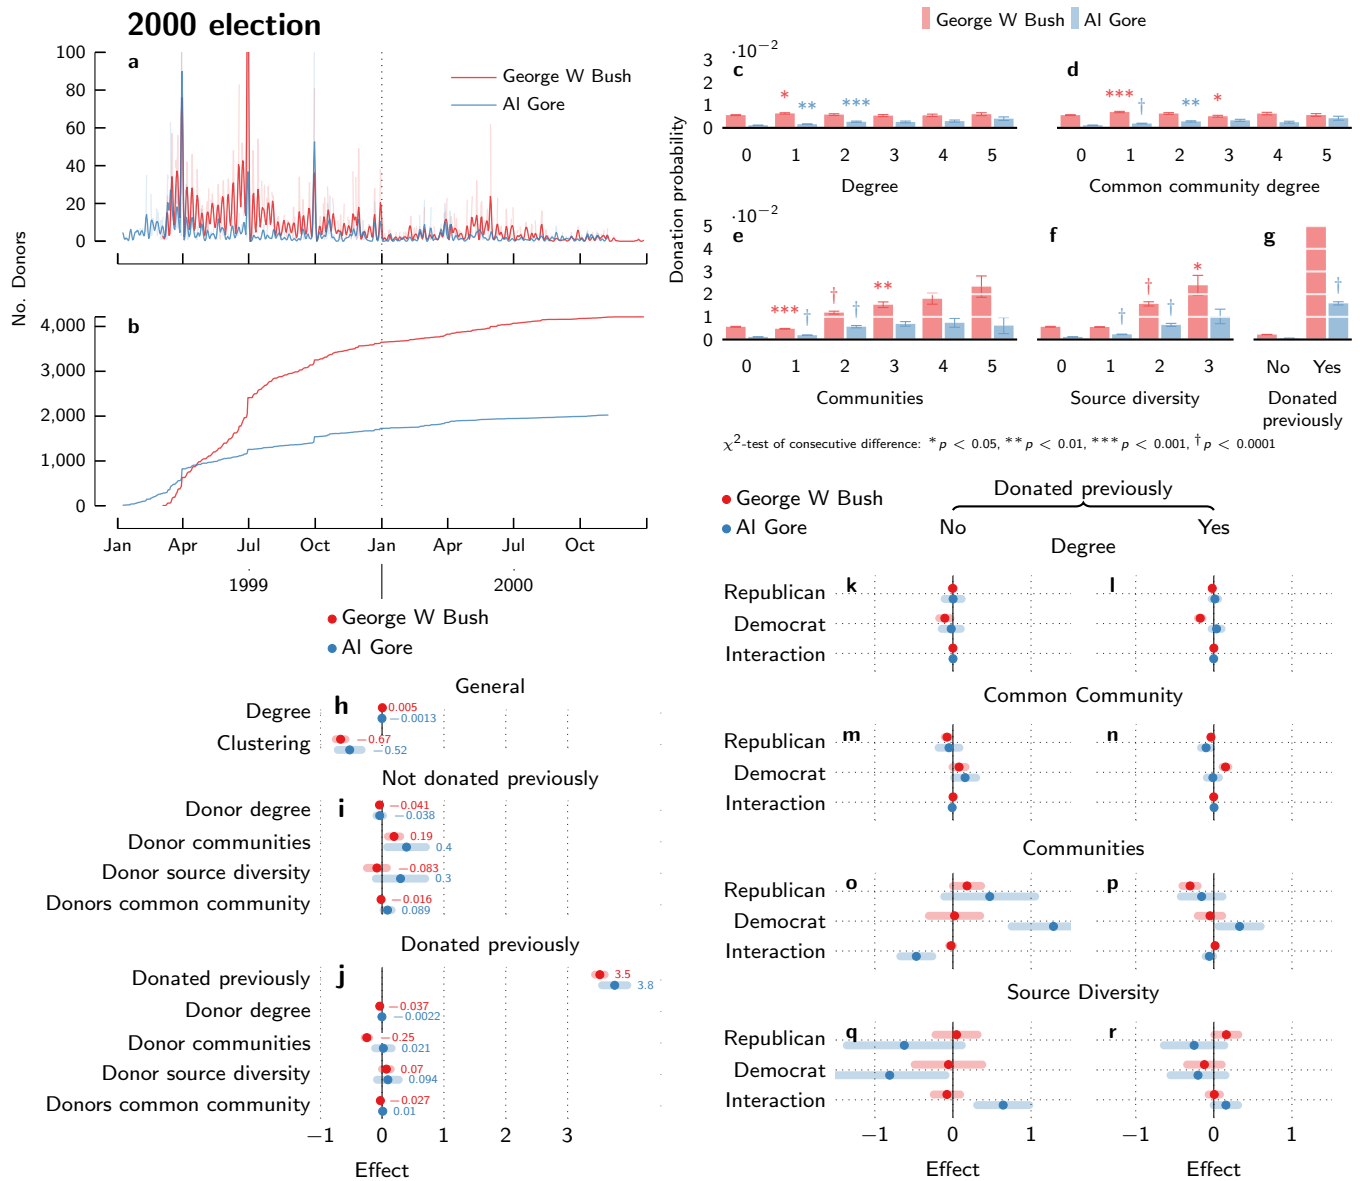 2000 election
a
100
80
60
40
20
0
George W Bush
Al Gore
No. Donors
b
4,000
3,000
2,000
1,000
0
Jan Apr Jul Oct Jan Apr Jul Oct
1999 2000
George W Bush
Al Gore
General
h
Degree
0.005
−0.0013
Clustering
−0.67
−0.52
Not donated previously
i
Donor degree
−0.041
−0.038
Donor communities
0.19
0.4
Donor source diversity
−0.083
0.3
Donors common community
−0.016
0.089
Donated previously
j
Donated previously
3.5
3.8
Donor degree
−0.037
−0.0022
Donor communities
−0.25
0.021
Donor source diversity
0.07
0.094
Donors common community
−0.027
0.01
−1 0 1 2 3
Effect
George W Bush Al Gore
Donation probability
·10−2
3
2
1
0
c
* ** ***
0 1 2 3 4 5
Degree
d
*** † ** *
0 1 2 3 4 5
Common community degree
·10−2
5
4
3
2
1
0
e
*** † † † **
0 1 2 3 4 5
Communities
f
† † † *
0 1 2 3
Source diversity
g
†
No Yes
Donated
previously
χ2-test of consecutive difference: *p < 0.05, **p < 0.01, ***p < 0.001, †p < 0.0001
George W Bush
Al Gore
Donated previously
No Yes
Degree
k l
Republican
Democrat
Interaction
Common Community
m n
Republican
Democrat
Interaction
Communities
o p
Republican
Democrat
Interaction
Source Diversity
q r
Republican
Democrat
Interaction
−1 0 1 −1 0 1
Effect Effect